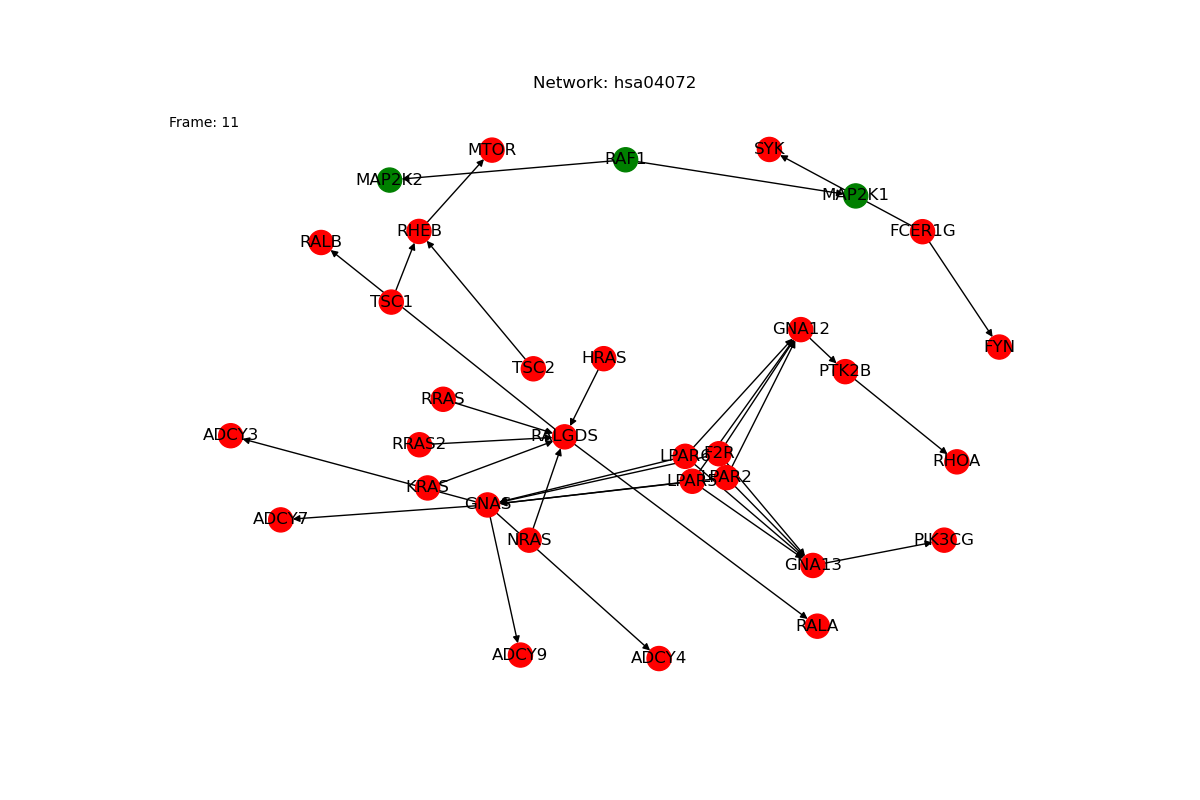 Network: hsa04072
Frame: 11
MTOR
SYK
RAF1
MAP2K2
MAP2K1
RHEB
FCER1G
RALB
TSC1
GNA12
FYN
HRAS
TSC2
PTK2B
RRAS
ADCY3
RALGDS
RRAS2
F2R
LPAR6
RHOA
LPAR2
LPAR5
KRAS
GNAS
ADCY7
NRAS
PIK3CG
GNA13
RALA
ADCY9
ADCY4